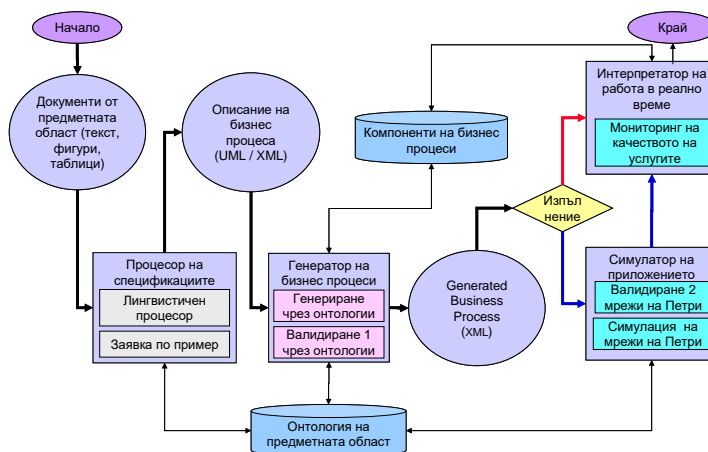 Начало
Край
Документи от
предметната
област (текст,
фигури,
таблици)
Описание на
бизнес
процеса
(UML / XML)
Компоненти на бизнес
процеси
Интерпретатор на
работа в реално
време
Мониторинг на
качеството на
услугите
Изпъл
нение
Процесор на
спецификациите
Лингвистичен
процесор
Заявка по пример
Генератор на
бизнес процеси
Генериране
чрез онтологии
Валидиране 1
чрез онтологии
Generated
Business
Process
(XML)
Симулатор на
приложението
Валидиране 2
мрежи на Петри
Симулация на
мрежи на Петри
Онтология на
предметната област